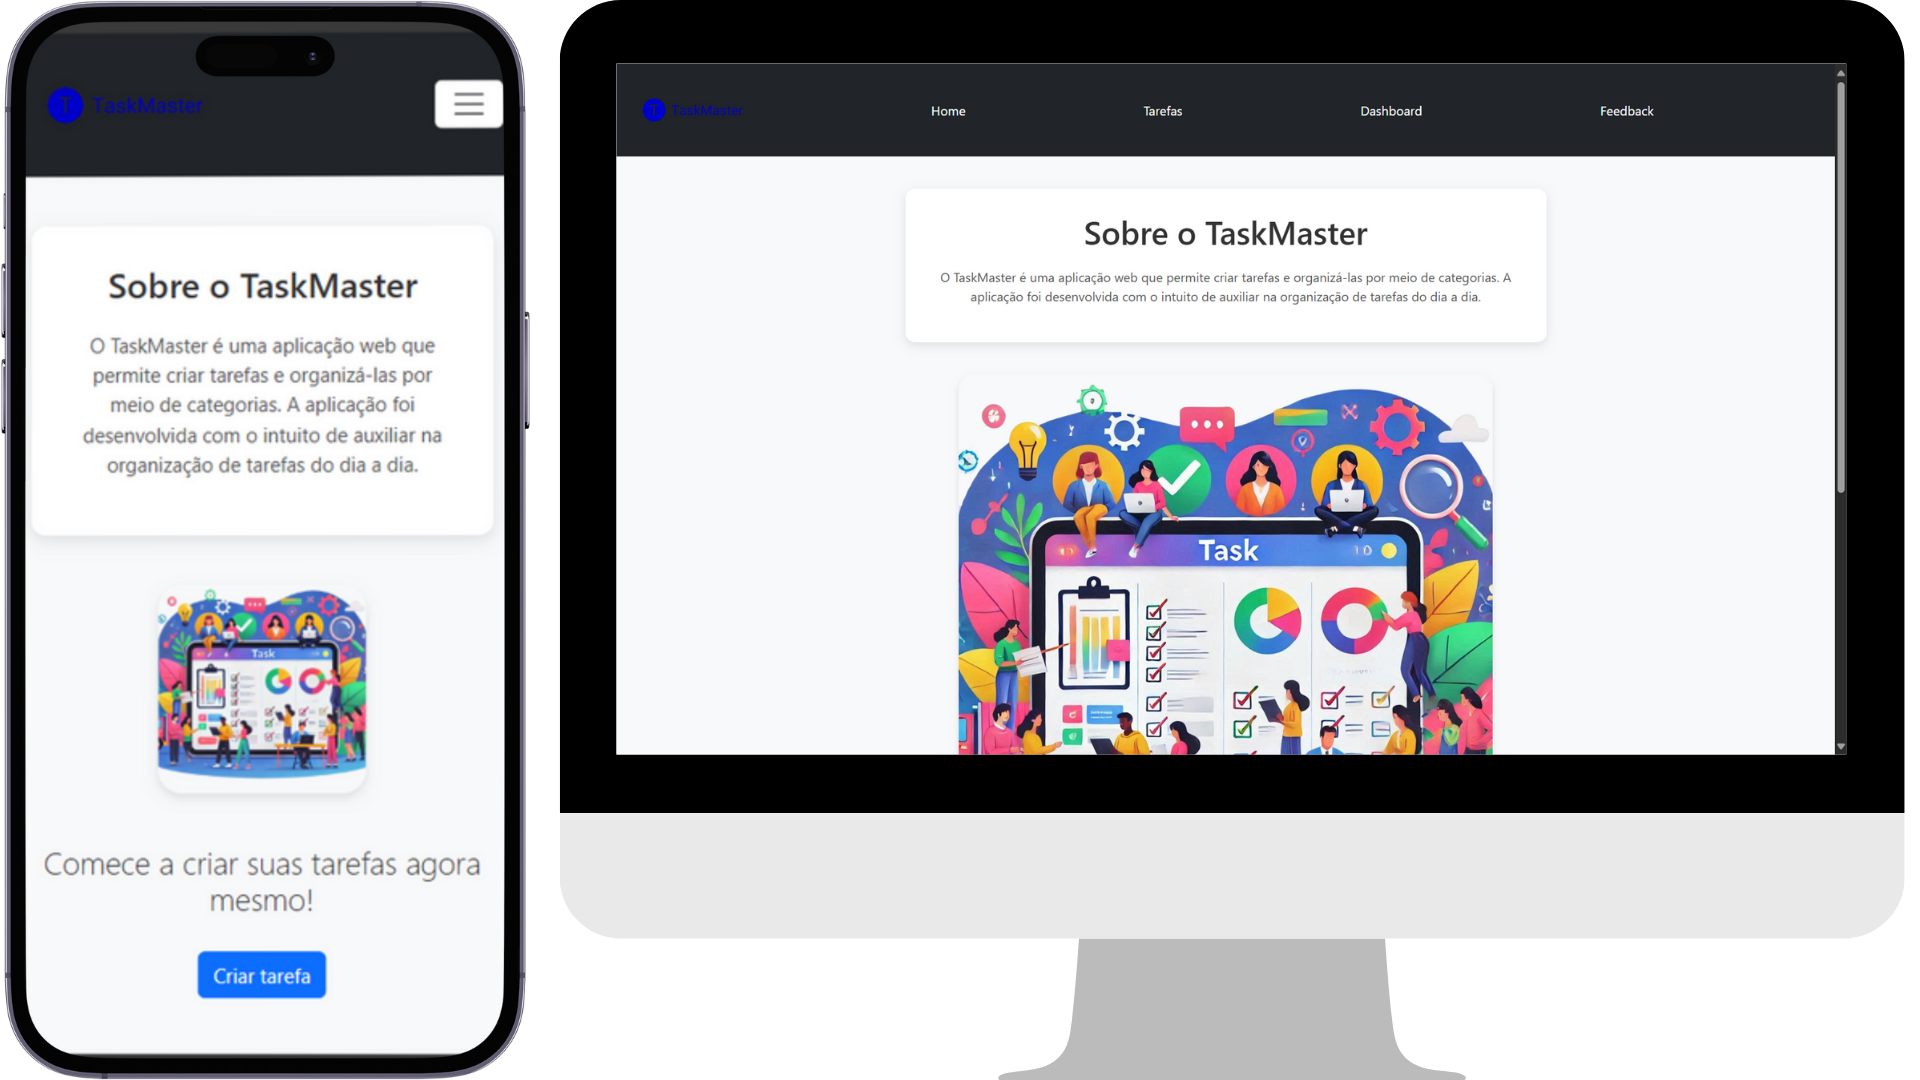 TaskMaster
Sobre o TaskMaster
O TaskMaster é uma aplicação web que
permite criar tarefas e organizá-las por
meio de categorias. A aplicação foi
desenvolvida com o intuito de auxiliar na
organização de tarefas do dia a dia.
Task
Comece a criar suas tarefas agora
mesmo!
Criar tarefa
TaskMaster
Home
Tarefas
Dashboard
Feedback
Sobre o TaskMaster
O TaskMaster é uma aplicação web que permite criar tarefas e organizá-las por meio de categorias. A
aplicação foi desenvolvida com o intuito de auxiliar na organização de tarefas do dia a dia.
Task